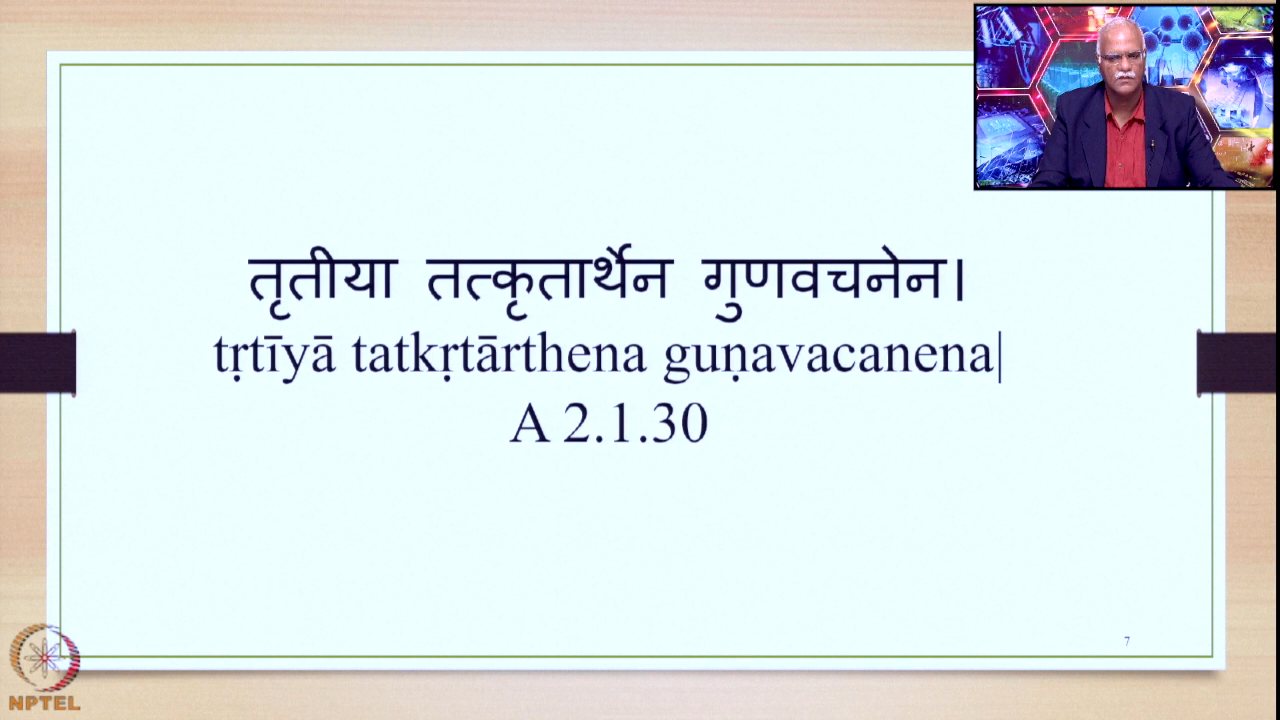 तृतीया तत्कृतार्थेन गुणवचनेन।
tṛtīyā tatkṛtārthena guṇavacanena|
A 2.1.30
7
NPTEL